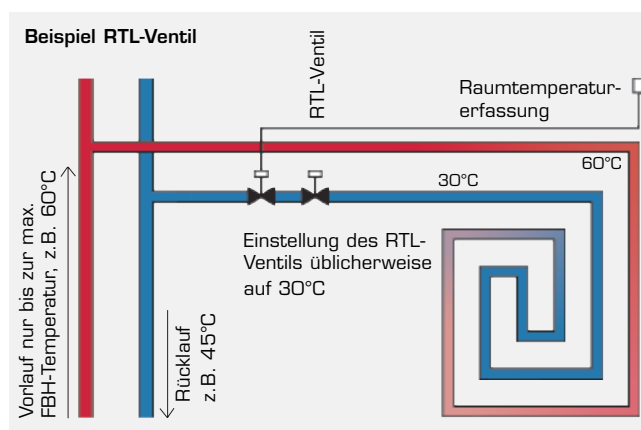 Beispiel RTL-Ventil
RTL-Ventil
Raumtemperatur-
erfassung
60°C
30°C
Einstellung des RTL-
Ventils üblicherweise
auf 30°C
Vorlauf nur bis zur max.
FBH-Temperatur, z.B. 60°C
Rücklauf
z.B. 45°C